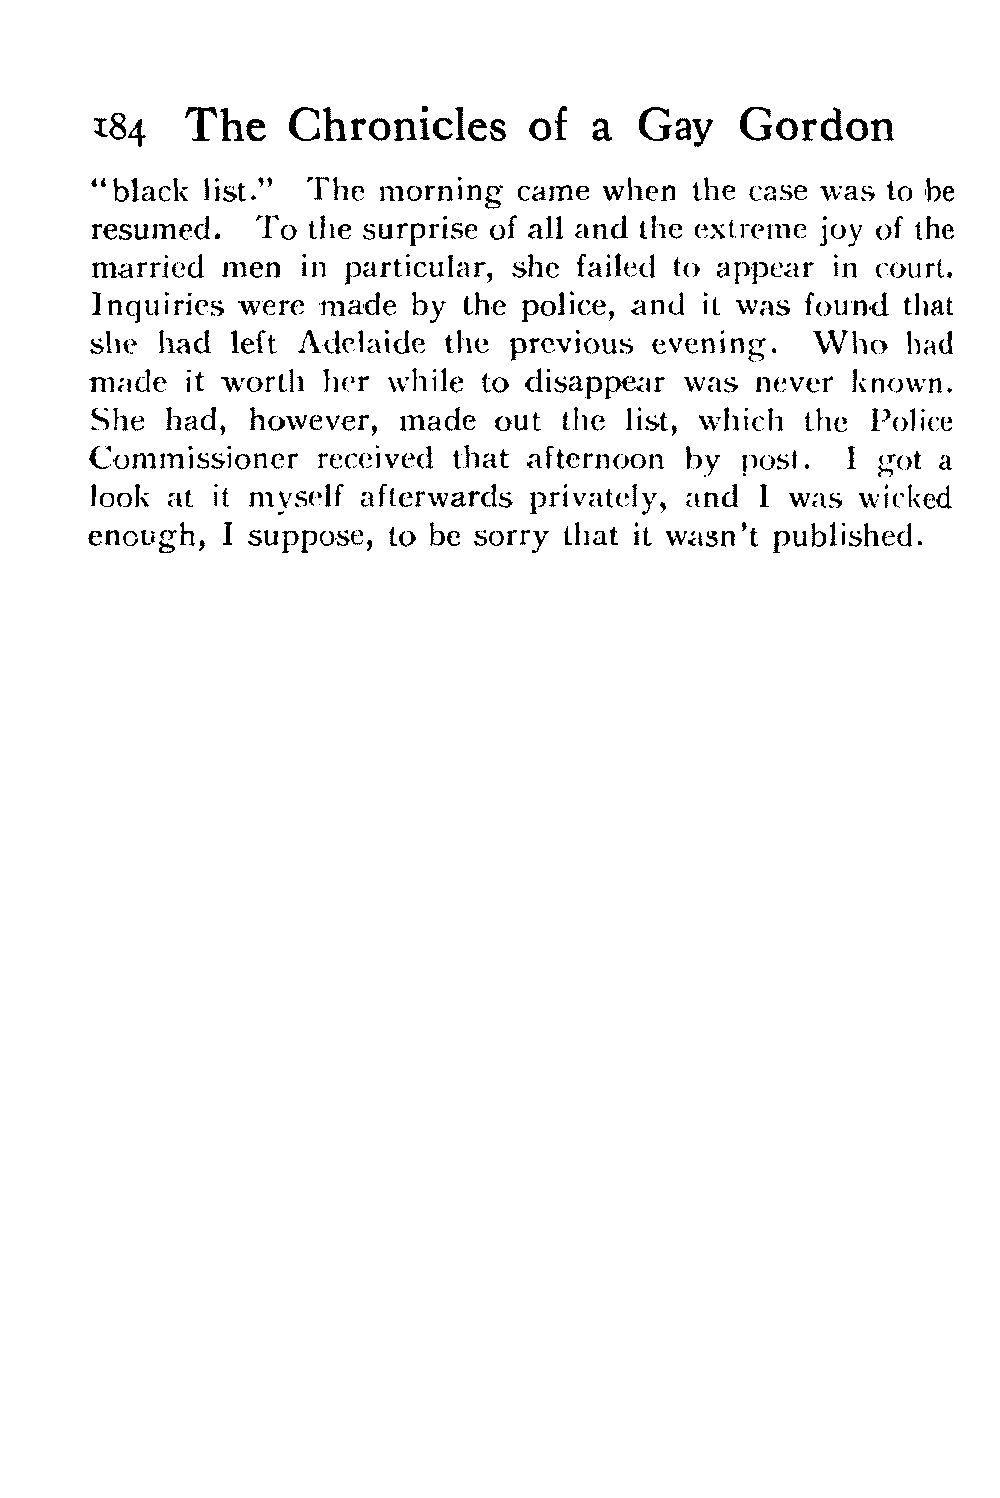 184 The Chronicles of a Gay Gordon
"black list." The morning came when the case was to be
resumed. To the surprise of all and the extreme joy of the
married men in particular, she failed to appear in court.
Inquiries were made by the police, and it was found that
she had left Adelaide the previous evening. Who had
made it worth her while to disappear was never known.
She had, however, made out the list, which the Police
Commissioner received that afternoon by post. I got a
look at it myself afterwards privately, and I was wicked
enough, I suppose, to be sorry that it wasn't published.